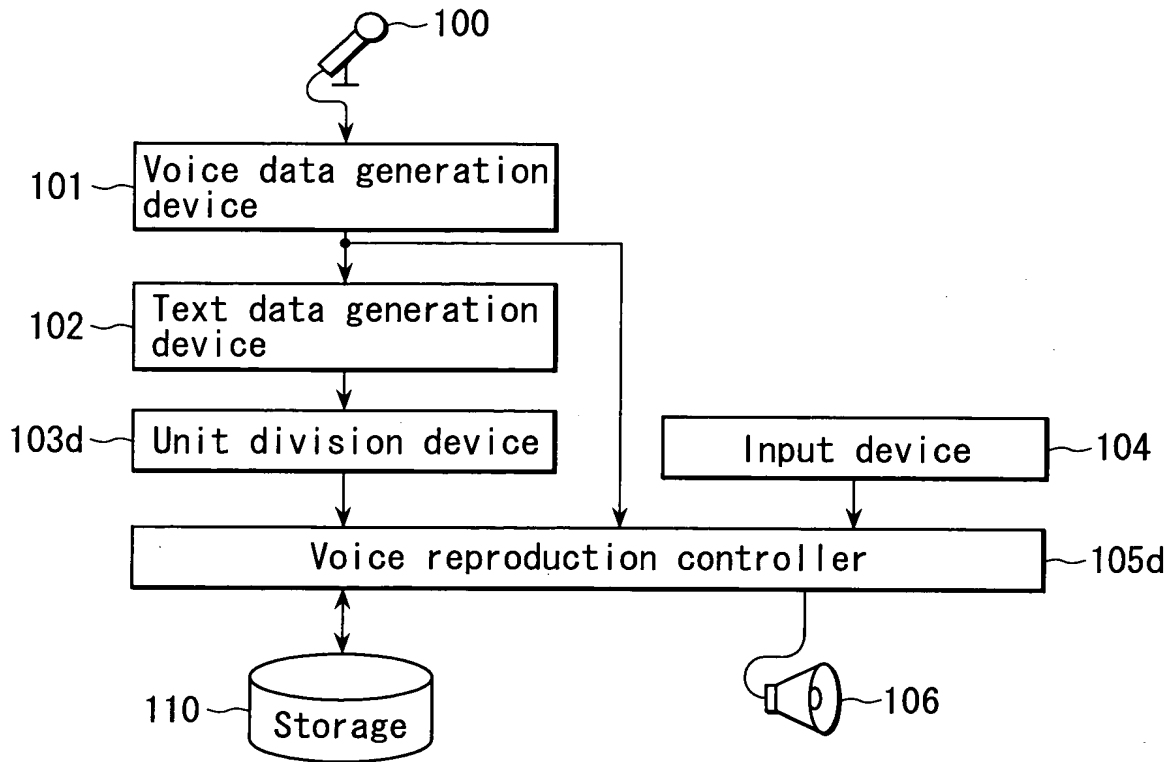 100
101
Voice data generation
device
102
Text data generation
device
103d
Unit division device
Input device
104
Voice reproduction controller
105d
110
Storage
106